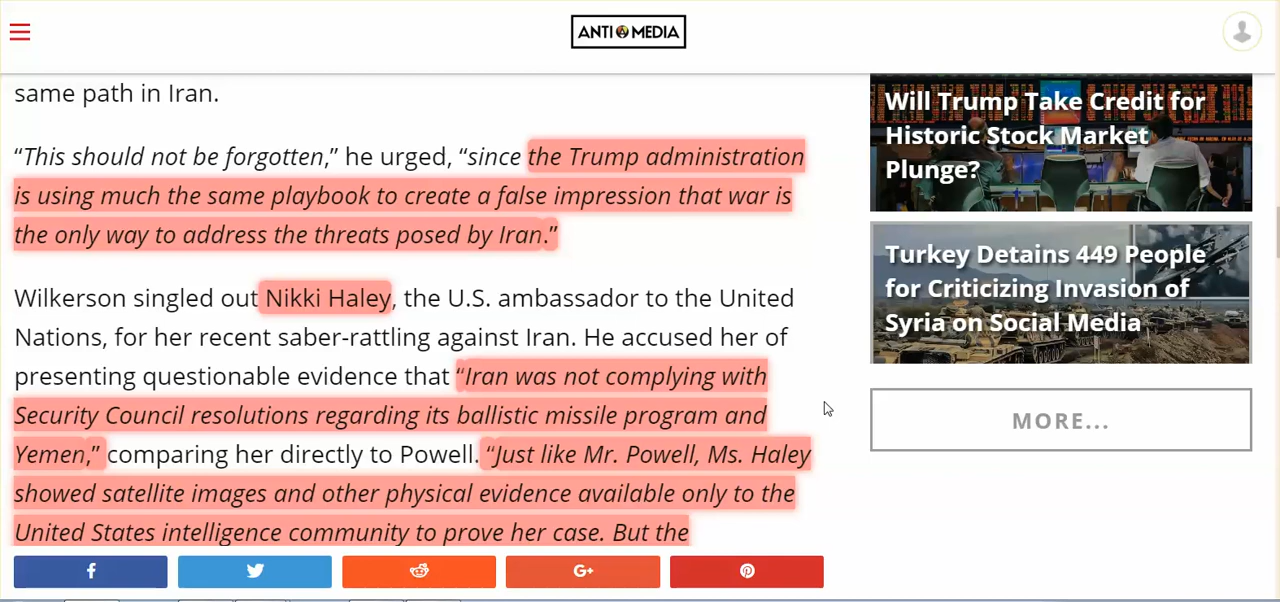 ANTI MEDIA
same path in Iran.
“This should not be forgotten,” he urged, “since the Trump administration
is using much the same playbook to create a false impression that war is
the only way to address the threats posed by Iran.”
Wilkerson singled out Nikki Haley, the U.S. ambassador to the United
Nations, for her recent saber-rattling against Iran. He accused her of
presenting questionable evidence that “Iran was not complying with
Security Council resolutions regarding its ballistic missile program and
Yemen,” comparing her directly to Powell. “Just like Mr. Powell, Ms. Haley
showed satellite images and other physical evidence available only to the
United States intelligence community to prove her case. But the
Will Trump Take Credit for
Historic Stock Market
Plunge?
Turkey Detains 449 People
for Criticizing Invasion of
Syria on Social Media
MORE...
f
G+